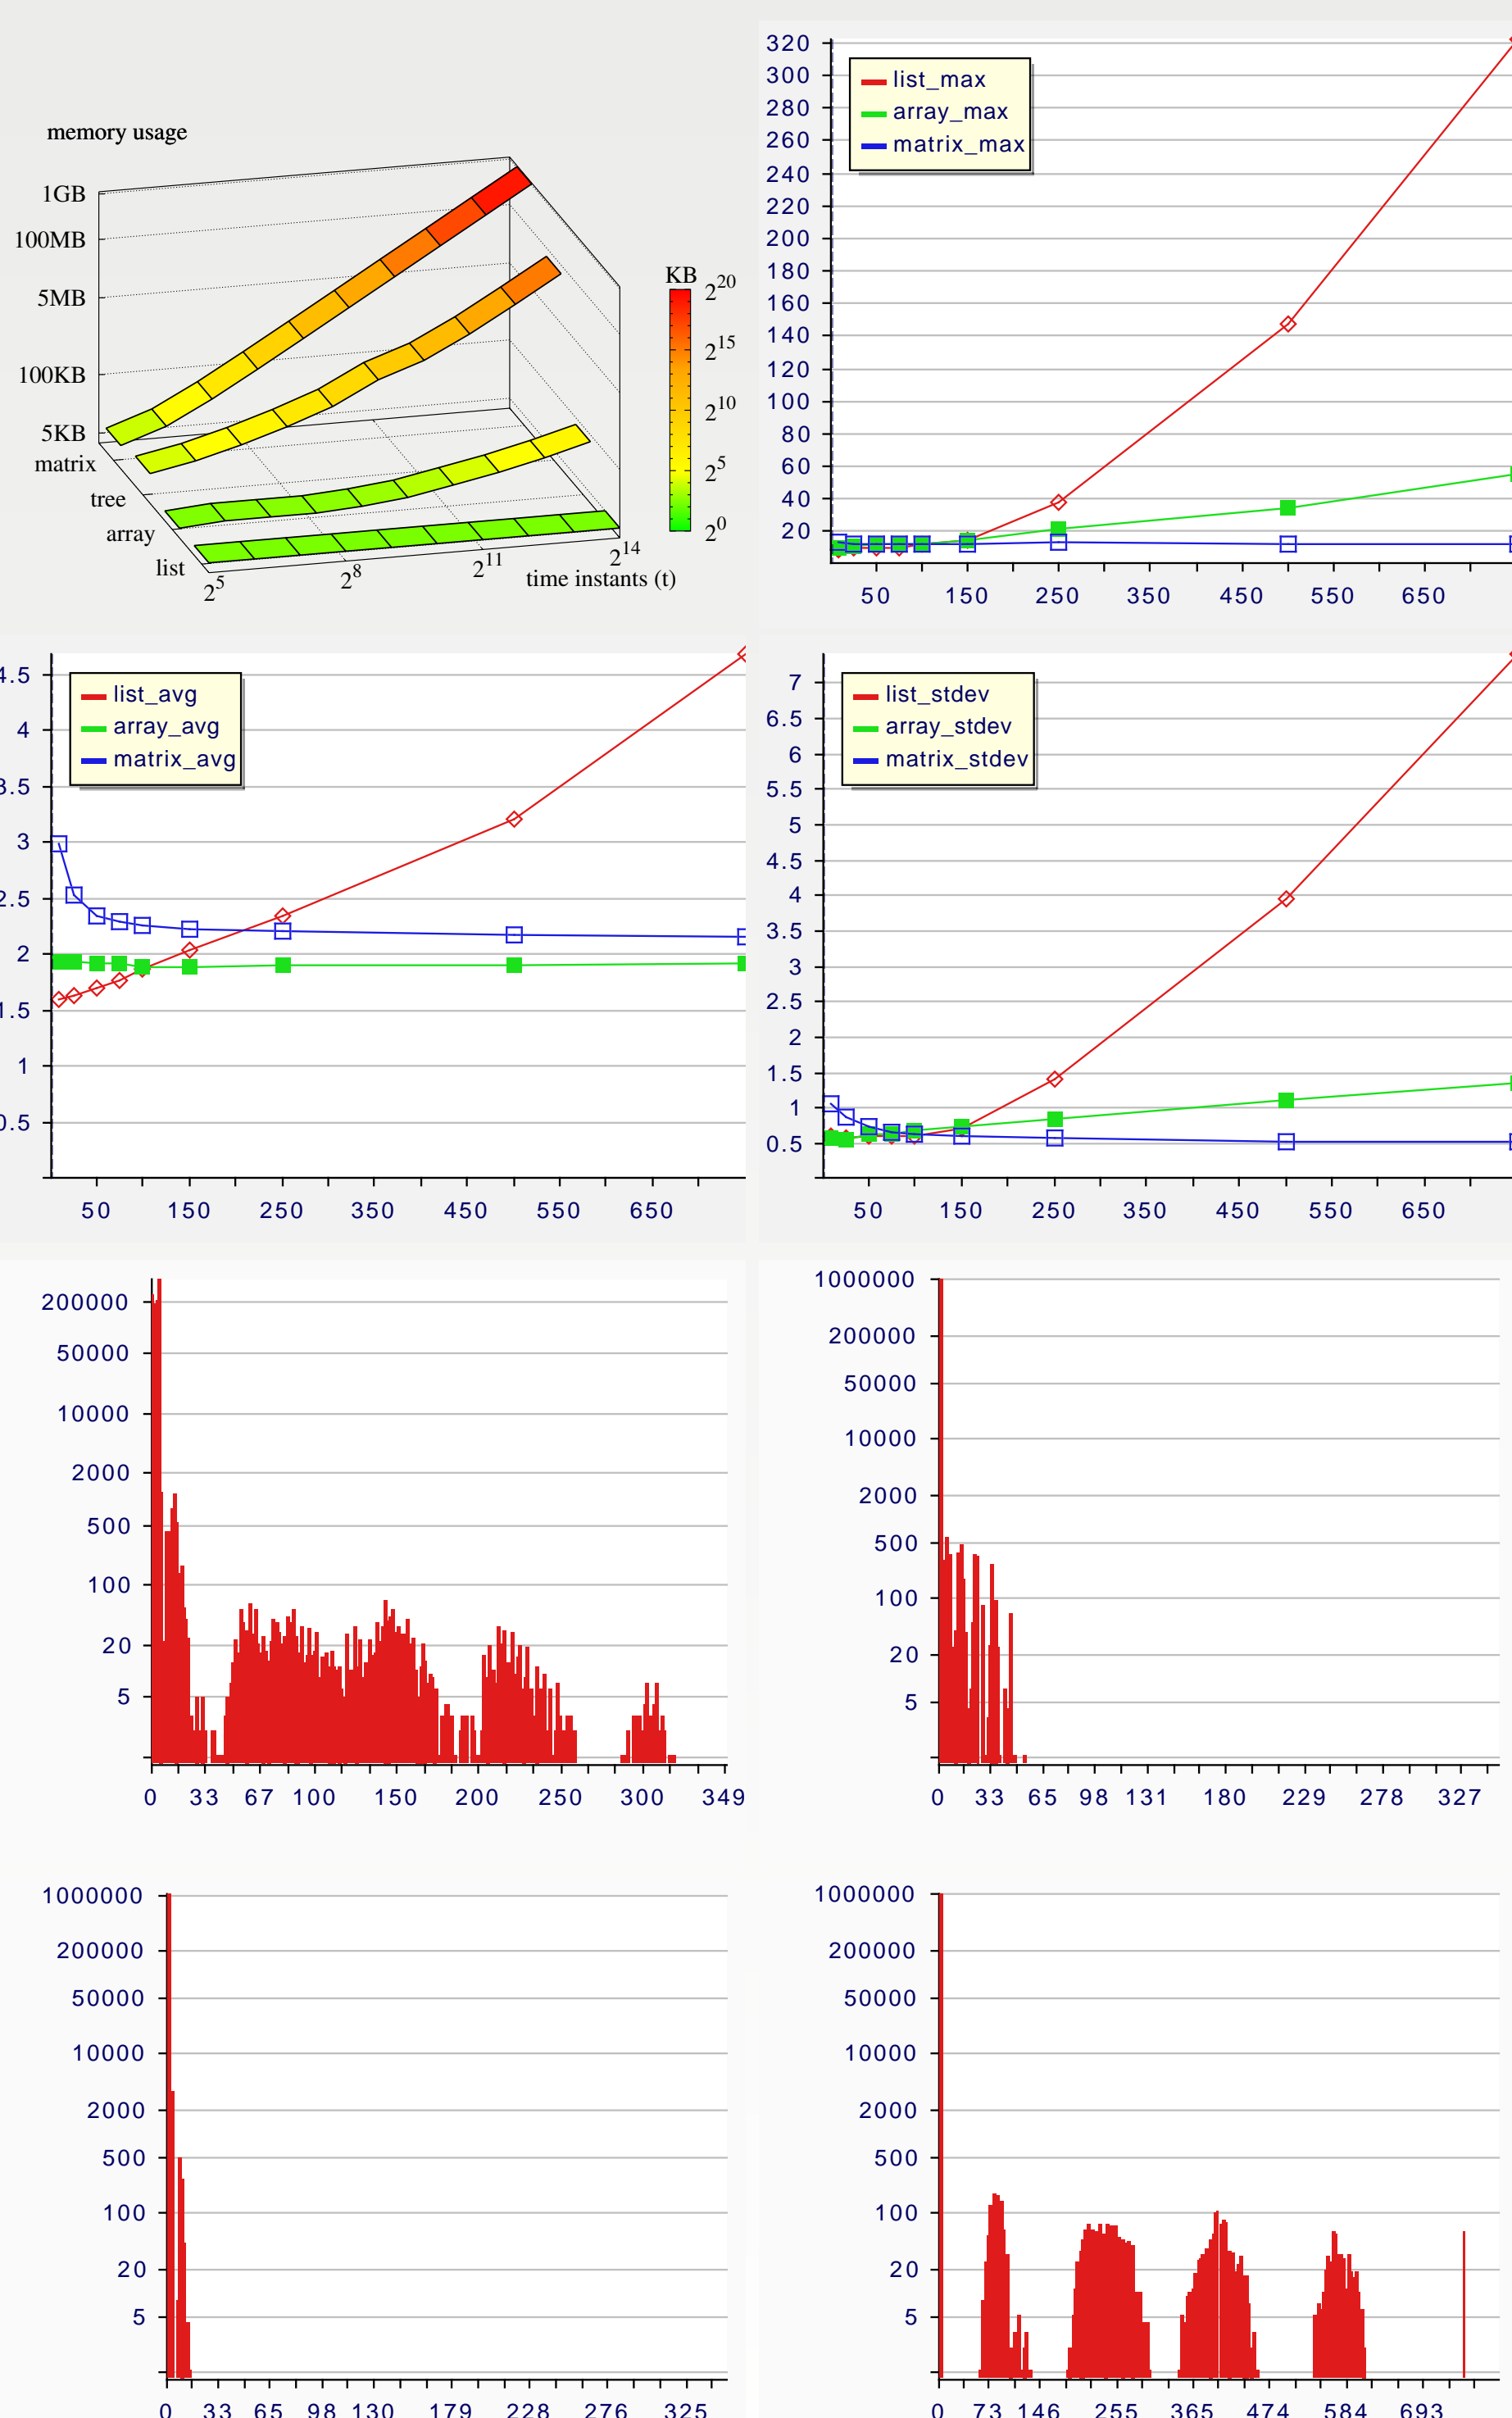 memory usage
1GB
100MB
5MB
100KB
5KB
matrix
tree
array
list
2^5
2^8
2^11
2^14
time instants (t)
KB
2^20
2^15
2^10
2^5
2^0
320
300
280
260
240
220
200
180
160
140
120
100
80
60
40
20
list_max
array_max
matrix_max
50 150 250 350 450 550 650
4.5
4
3.5
3
2.5
2
1.5
1
0.5
list_avg
array_avg
matrix_avg
50 150 250 350 450 550 650
7
6.5
6
5.5
5
4.5
4
3.5
3
2.5
2
1.5
1
0.5
list_stdev
array_stdev
matrix_stdev
50 150 250 350 450 550 650
200000
50000
10000
2000
500
100
20
5
0 33 67 100 150 200 250 300 349
1000000
200000
50000
10000
2000
500
100
20
5
0 33 65 98 131 180 229 278 327
1000000
200000
50000
10000
2000
500
100
20
5
0 33 65 98 130 179 228 276 325
1000000
200000
50000
10000
2000
500
100
20
5
0 73 146 255 365 474 584 693